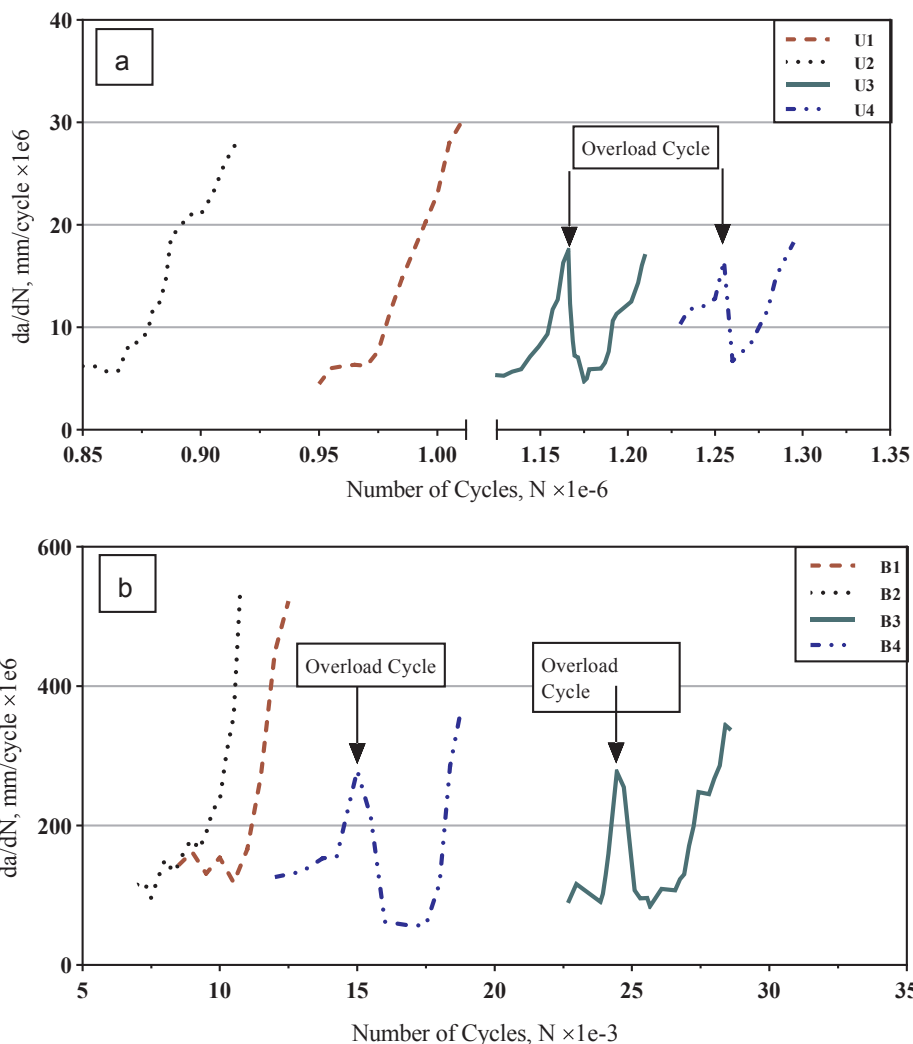 a
U1
U2
U3
U4
Overload Cycle
da/dN, mm/cycle ×1e6
40
30
20
10
0
0.85
0.90
0.95
1.00
1.15
1.20
1.25
1.30
1.35
Number of Cycles, N ×1e-6
b
B1
B2
B3
B4
Overload Cycle
Overload
Cycle
da/dN, mm/cycle ×1e6
600
400
200
0
5
10
15
20
25
30
35
Number of Cycles, N ×1e-3